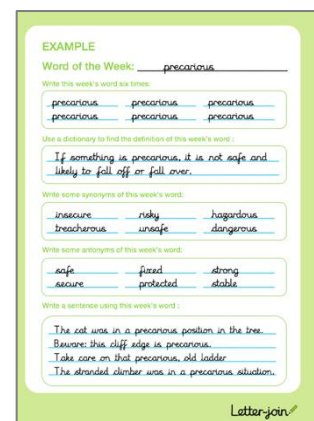 EXAMPLE
Word of the Week: precarious
Write this week's word six times:
precarious precarious precarious
precarious precarious precarious
Use a dictionary to find the definition of this week's word :
If something is precarious, it is not safe and
likely to fall off or fall over.
Write some synonyms of this week's word:
insecure risky hazardous
treacherous unsafe dangerous
Write some antonyms of this week's word:
safe fixed strong
secure protected stable
Write a sentence using this week's word :
The cat was in a precarious position in the tree.
Beware: this cliff edge is precarious.
Take care on that precarious, old ladder
The stranded climber was in a precarious situation.
Letter-join